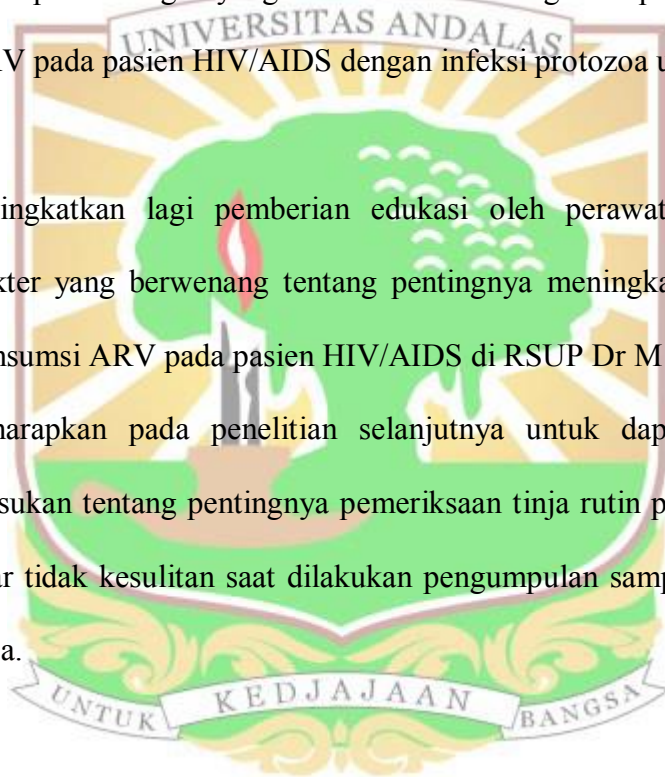 UNIVERSITAS ANDALAS
V pada pasien HIV/AIDS dengan infeksi protozoa u
ingkatkan lagi pemberian edukasi oleh perawat
kter yang berwenang tentang pentingnya meningka
nsumsi ARV pada pasien HIV/AIDS di RSUP Dr M
harapkan pada penelitian selanjutnya untuk dap
sukan tentang pentingnya pemeriksaan tinja rutin p
ar tidak kesulitan saat dilakukan pengumpulan samp
a.
UNTUK KEDJAJAAN BANGSA